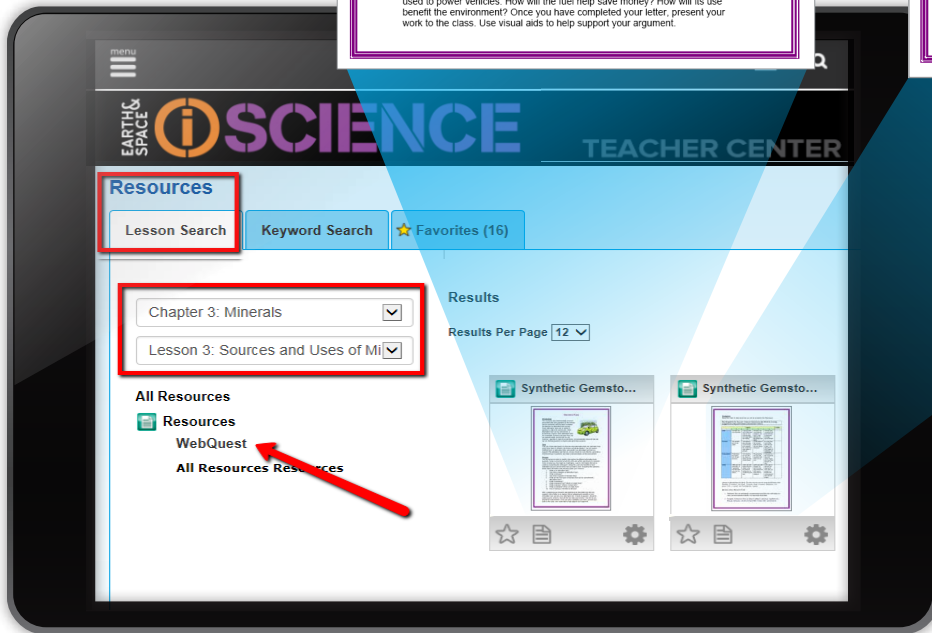 used to power vehicles. How will the fuel help save money? How will its use
benefit the environment? Once you have completed your letter, present your
work to the class. Use visual aids to help support your argument.
menu
EARTH&
SPACE
iSCIENCE
TEACHER CENTER
Resources
Lesson Search
Keyword Search
Favorites (16)
Chapter 3: Minerals
Lesson 3: Sources and Uses of Mi
Results
Results Per Page 12
All Resources
Resources
WebQuest
All Resources Resources
Synthetic Gemsto...
Synthetic Gemsto...